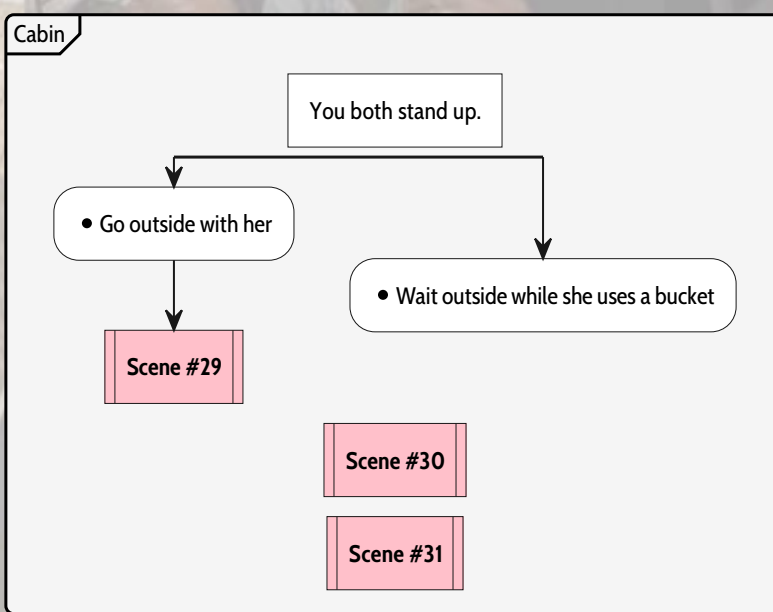 Cabin
You both stand up.
• Go outside with her
• Wait outside while she uses a bucket
Scene #29
Scene #30
Scene #31